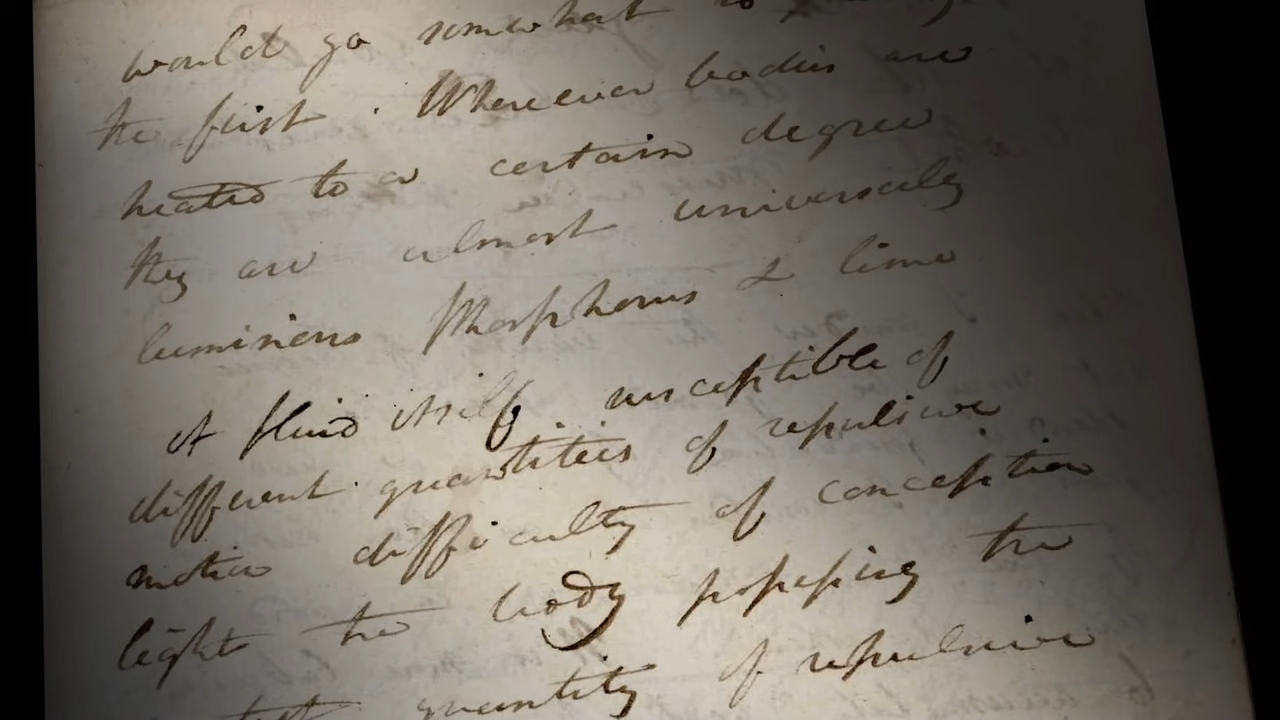 would go somewhat
the first. Whereever bodies are
heated to a certain degree
they are almost universally
luminous Phosphorus & lime
A fluid itself susceptible of
different quantities of repulsive
motion difficulty of conception
light the body possessing the
quantity of repulsive